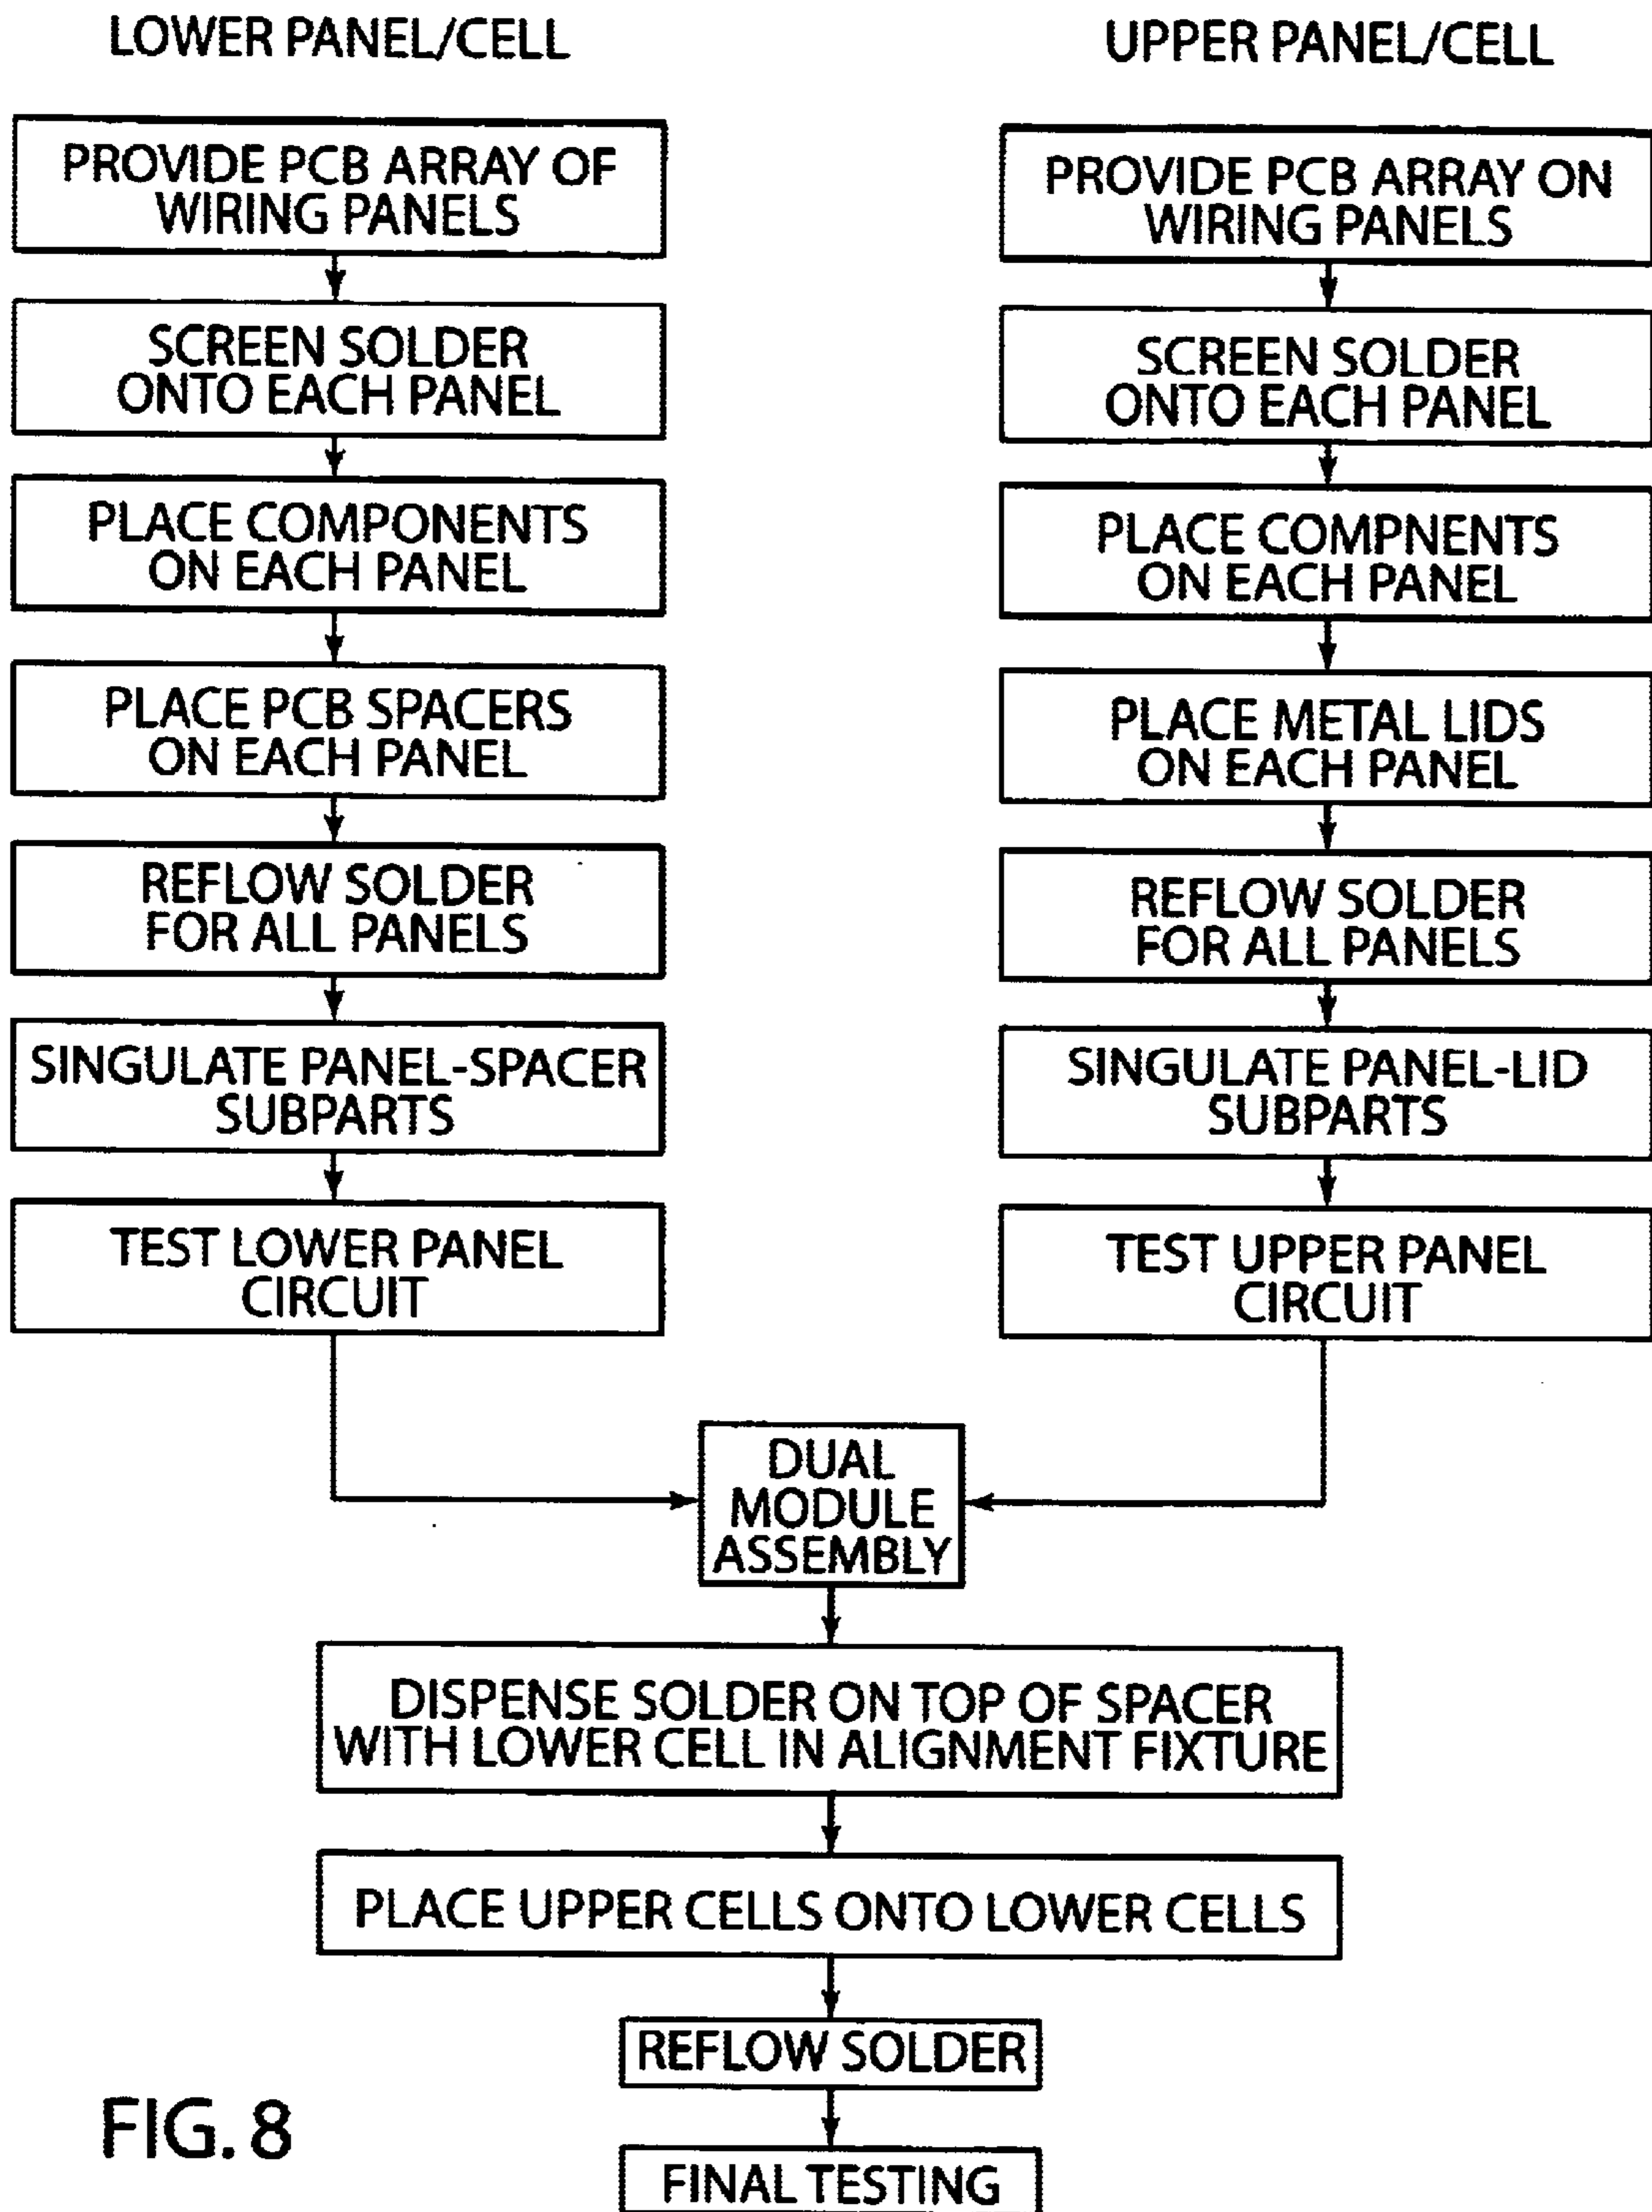 LOWER PANEL/CELL
PROVIDE PCB ARRAY OF
WIRING PANELS
SCREEN SOLDER
ONTO EACH PANEL
PLACE COMPONENTS
ON EACH PANEL
PLACE PCB SPACERS
ON EACH PANEL
REFLOW SOLDER
FOR ALL PANELS
SINGULATE PANEL-SPACER
SUBPARTS
TEST LOWER PANEL
CIRCUIT
UPPER PANEL/CELL
PROVIDE PCB ARRAY ON
WIRING PANELS
SCREEN SOLDER
ONTO EACH PANEL
PLACE COMPNENTS
ON EACH PANEL
PLACE METAL LIDS
ON EACH PANEL
REFLOW SOLDER
FOR ALL PANELS
SINGULATE PANEL-LID
SUBPARTS
TEST UPPER PANEL
CIRCUIT
DUAL
MODULE
ASSEMBLY
DISPENSE SOLDER ON TOP OF SPACER
WITH LOWER CELL IN ALIGNMENT FIXTURE
PLACE UPPER CELLS ONTO LOWER CELLS
REFLOW SOLDER
FINAL TESTING
FIG. 8